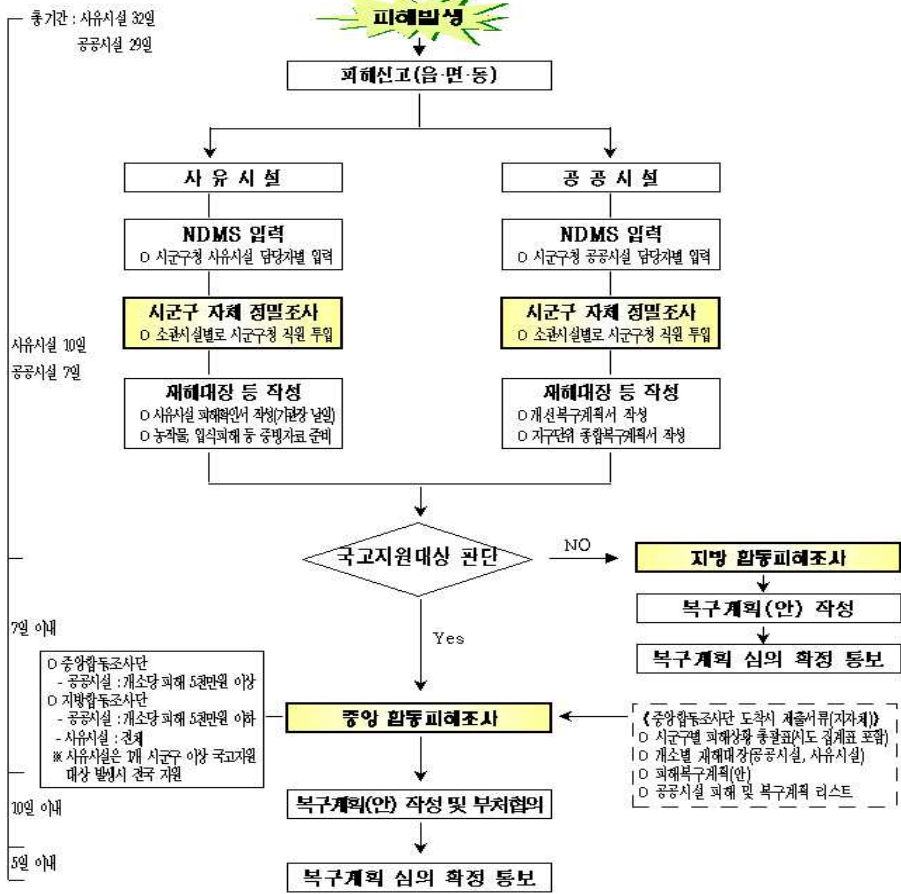 총기간 : 사유시설 32일
공공시설 29일
피해발생
피해신고(읍·면·동)
사 유 시 설
공 공 시 설
NDMS 입력
O 시군구청 사유시설 담당자별 입력
NDMS 입력
O 시군구청 공공시설 담당자별 입력
시군구 자체 정밀조사
O 소관시설별로 시군구청 직원 투입
시군구 자체 정밀조사
O 소관시설별로 시군구청 직원 투입
사유시설 10일
공공시설 7일
재해대장 등 작성
O 사유시설 피해확인서 작성(기관장 날인)
O 농작물, 입식피해 등 증빙자료 준비
재해대장 등 작성
O 개선복구계획서 작성
O 지구단위 종합복구계획서 작성
국고지원대상 판단
NO
지방 합동피해조사
복구계획(안) 작성
복구계획 심의 확정 통보
7일 이내
Yes
O 중앙합동조사단
- 공공시설 : 개소당 피해 5천만원 이상
O 지방합동조사단
- 공공시설 : 개소당 피해 5천만원 이하
- 사유시설 : 전체
※ 사유시설은 1개 시군구 이상 국고지원
대상 발생시 전국 지원
중앙 합동피해조사
《중앙합동조사단 도착시 제출서류(지자체)》
O 시군구별 피해상황 총괄표(시도 집계표 포함)
O 개소별 재해대장(공공시설, 사유시설)
O 피해복구계획(안)
O 공공시설 피해 및 복구계획 리스트
10일 이내
복구계획(안) 작성 및 부처협의
5일 이내
복구계획 심의 확정 통보